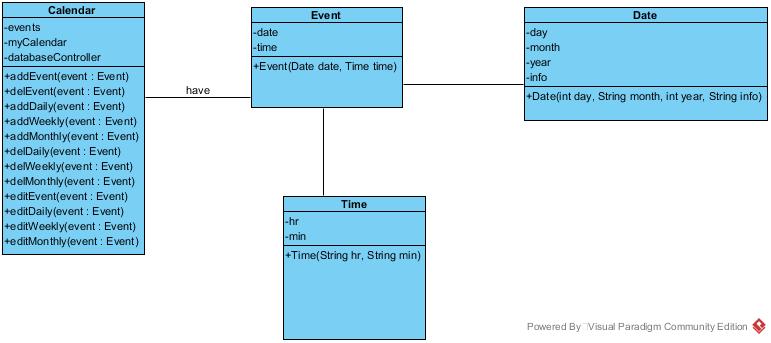 Calendar
-events
-myCalendar
-databaseController
+addEvent(event : Event)
+delEvent(event : Event)
+addDaily(event : Event)
+addWeekly(event : Event)
+addMonthly(event : Event)
+delDaily(event : Event)
+delWeekly(event : Event)
+delMonthly(event : Event)
+editEvent(event : Event)
+editDaily(event : Event)
+editWeekly(event : Event)
+editMonthly(event : Event)
have
Event
-date
-time
+Event(Date date, Time time)
Date
-day
-month
-year
-info
+Date(int day, String month, int year, String info)
Time
-hr
-min
+Time(String hr, String min)
Powered By Visual Paradigm Community Edition